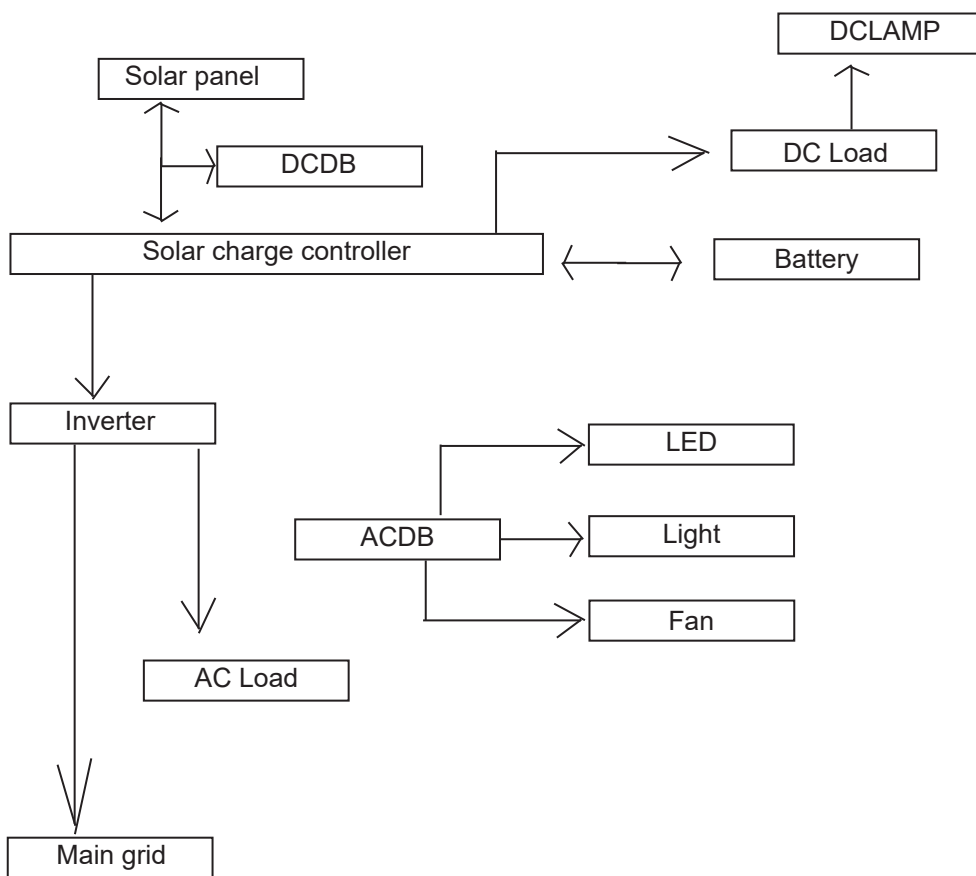 DCLAMP
Solar panel
DCDB
DC Load
Solar charge controller
Battery
Inverter
LED
ACDB
Light
Fan
AC Load
Main grid